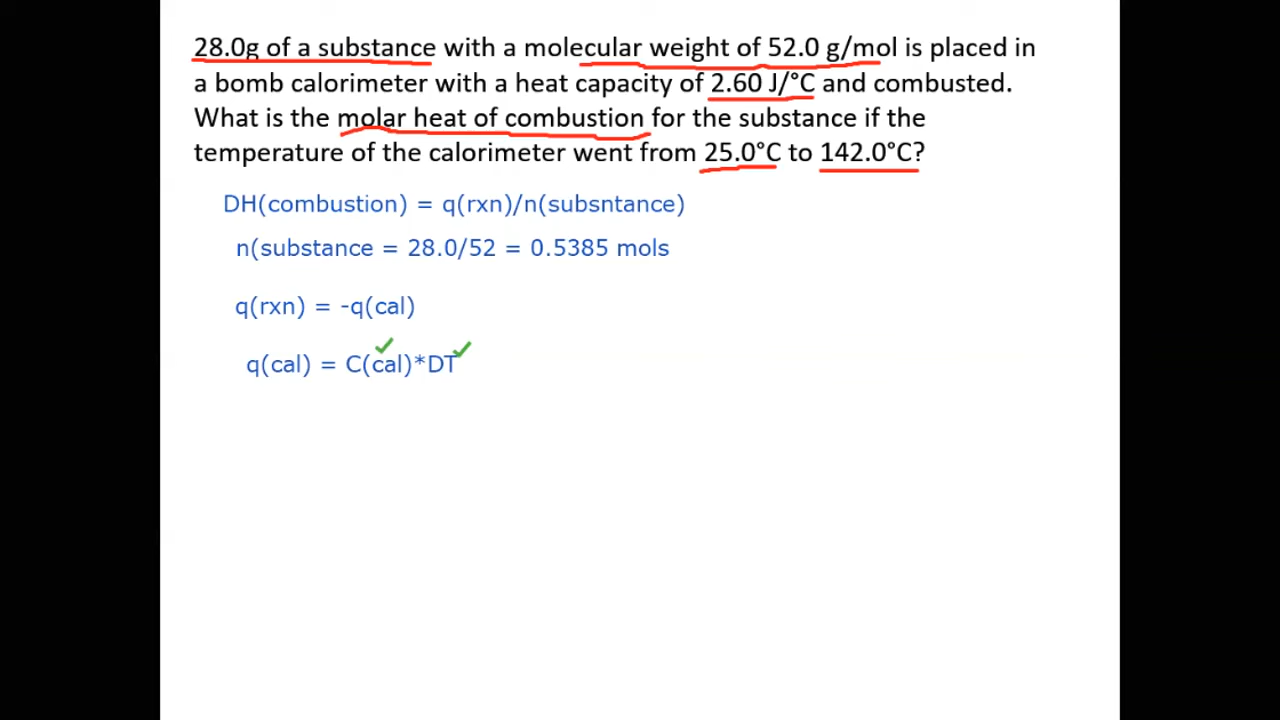 28.0g of a substance with a molecular weight of 52.0 g/mol is placed in
a bomb calorimeter with a heat capacity of 2.60 J/°C and combusted.
What is the molar heat of combustion for the substance if the
temperature of the calorimeter went from 25.0°C to 142.0°C?
DH(combustion) = q(rxn)/n(subsntance)
n(substance = 28.0/52 = 0.5385 mols
q(rxn) = -q(cal)
q(cal) = C(cal)*DT